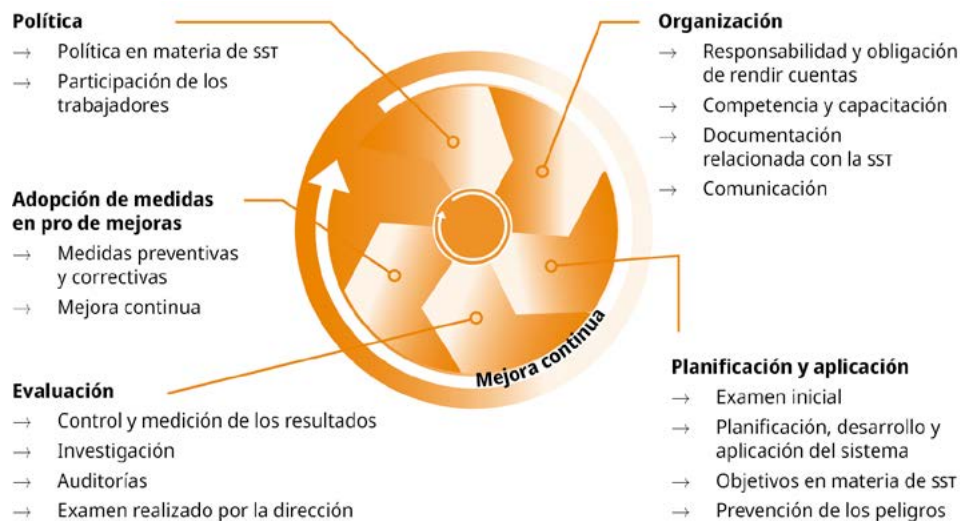 Política
→ Política en materia de SST
→ Participación de los
trabajadores
Organización
→ Responsabilidad y obligación
de rendir cuentas
→ Competencia y capacitación
→ Documentación
relacionada con la SST
→ Comunicación
Adopción de medidas
en pro de mejoras
→ Medidas preventivas
y correctivas
→ Mejora continua
Mejora continua
Evaluación
→ Control y medición de los resultados
→ Investigación
→ Auditorías
→ Examen realizado por la dirección
Planificación y aplicación
→ Examen inicial
→ Planificación, desarrollo y
aplicación del sistema
→ Objetivos en materia de SST
→ Prevención de los peligros